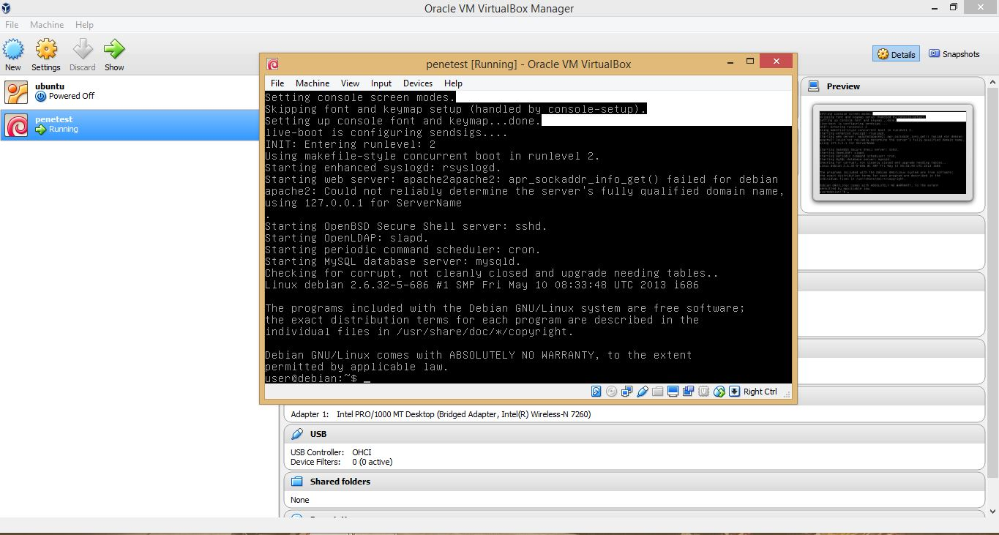 Oracle VM VirtualBox Manager
File Machine Help
New Settings Discard Show
Details Snapshots
ubuntu
Powered Off
penetest
Running
penetest [Running] - Oracle VM VirtualBox
File Machine View Input Devices Help
Setting console screen modes.
Skipping font and keymap setup (handled by console-setup).
Setting up console font and keymap...done.
live-boot is configuring sendsigs....
INIT: Entering runlevel: 2
Using makefile-style concurrent boot in runlevel 2.
Starting enhanced syslogd: rsyslogd.
Starting web server: apache2apache2: apr_sockaddr_info_get() failed for debian
apache2: Could not reliably determine the server's fully qualified domain name,
using 127.0.0.1 for ServerName
.
Starting OpenBSD Secure Shell server: sshd.
Starting OpenLDAP: slapd.
Starting periodic command scheduler: cron.
Starting MySQL database server: mysqld.
Checking for corrupt, not cleanly closed and upgrade needing tables..
Linux debian 2.6.32-5-686 #1 SMP Fri May 10 08:33:48 UTC 2013 i686
The programs included with the Debian GNU/Linux system are free software;
the exact distribution terms for each program are described in the
individual files in /usr/share/doc/*/copyright.
Debian GNU/Linux comes with ABSOLUTELY NO WARRANTY, to the extent
permitted by applicable law.
user@debian:~$ _
Right Ctrl
Preview
Adapter 1: Intel PRO/1000 MT Desktop (Bridged Adapter, Intel(R) Wireless-N 7260)
USB
USB Controller: OHCI
Device Filters: 0 (0 active)
Shared folders
None